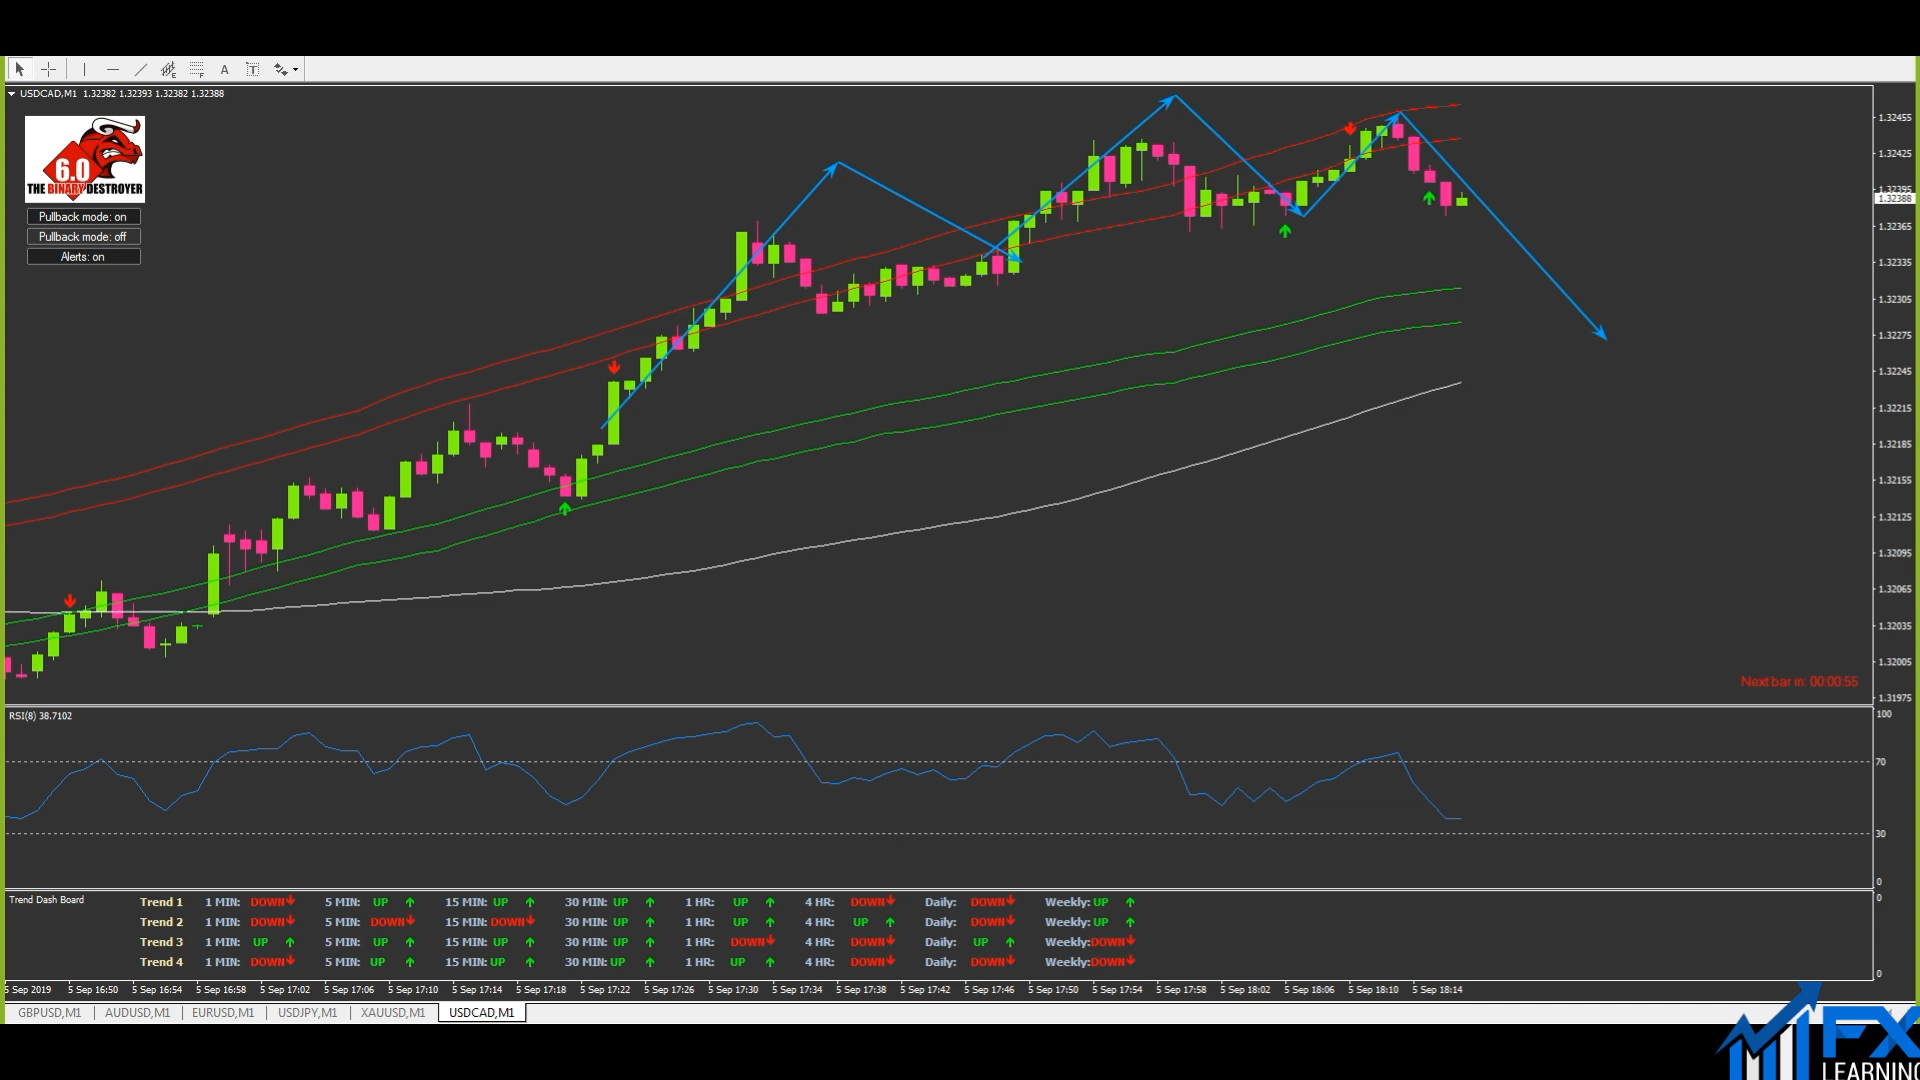 USDCAD,M1 1.32382 1.32393 1.32382 1.32388
6.0
THE BINARY DESTROYER
Pullback mode: on
Pullback mode: off
Alerts: on
1.32455
1.32425
1.32395
1.32388
1.32365
1.32335
1.32305
1.32275
1.32245
1.32215
1.32185
1.32155
1.32125
1.32095
1.32065
1.32035
1.32005
1.31975
Next bar in: 00:00:55
RSI(8) 38.7102
100
70
30
0
Trend Dash Board
0
Trend 1 1 MIN: DOWN 5 MIN: UP 15 MIN: UP 30 MIN: UP 1 HR: UP 4 HR: DOWN Daily: DOWN Weekly: UP
Trend 2 1 MIN: DOWN 5 MIN: DOWN 15 MIN: DOWN 30 MIN: UP 1 HR: UP 4 HR: UP Daily: DOWN Weekly: UP
Trend 3 1 MIN: UP 5 MIN: UP 15 MIN: UP 30 MIN: UP 1 HR: DOWN 4 HR: DOWN Daily: UP Weekly: DOWN
Trend 4 1 MIN: DOWN 5 MIN: UP 15 MIN: UP 30 MIN: UP 1 HR: UP 4 HR: DOWN Daily: DOWN Weekly: DOWN
0
5 Sep 2019 5 Sep 16:50 5 Sep 16:54 5 Sep 16:58 5 Sep 17:02 5 Sep 17:06 5 Sep 17:10 5 Sep 17:14 5 Sep 17:18 5 Sep 17:22 5 Sep 17:26 5 Sep 17:30 5 Sep 17:34 5 Sep 17:38 5 Sep 17:42 5 Sep 17:46 5 Sep 17:50 5 Sep 17:54 5 Sep 17:58 5 Sep 18:02 5 Sep 18:06 5 Sep 18:10 5 Sep 18:14
GBPUSD,M1 AUDUSD,M1 EURUSD,M1 USDJPY,M1 XAUUSD,M1 USDCAD,M1
FX
LEARNING